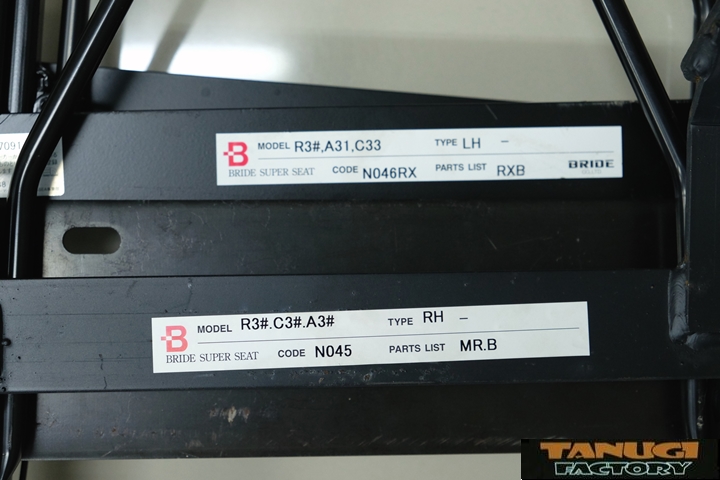 7091
B MODEL R3#,A31,C33 TYPE LH -
BRIDE SUPER SEAT CODE N046RX PARTS LIST RXB BRIDE
B MODEL R3#.C3#.A3# TYPE RH -
BRIDE SUPER SEAT CODE N045 PARTS LIST MR.B
TANUGI
FACTORY